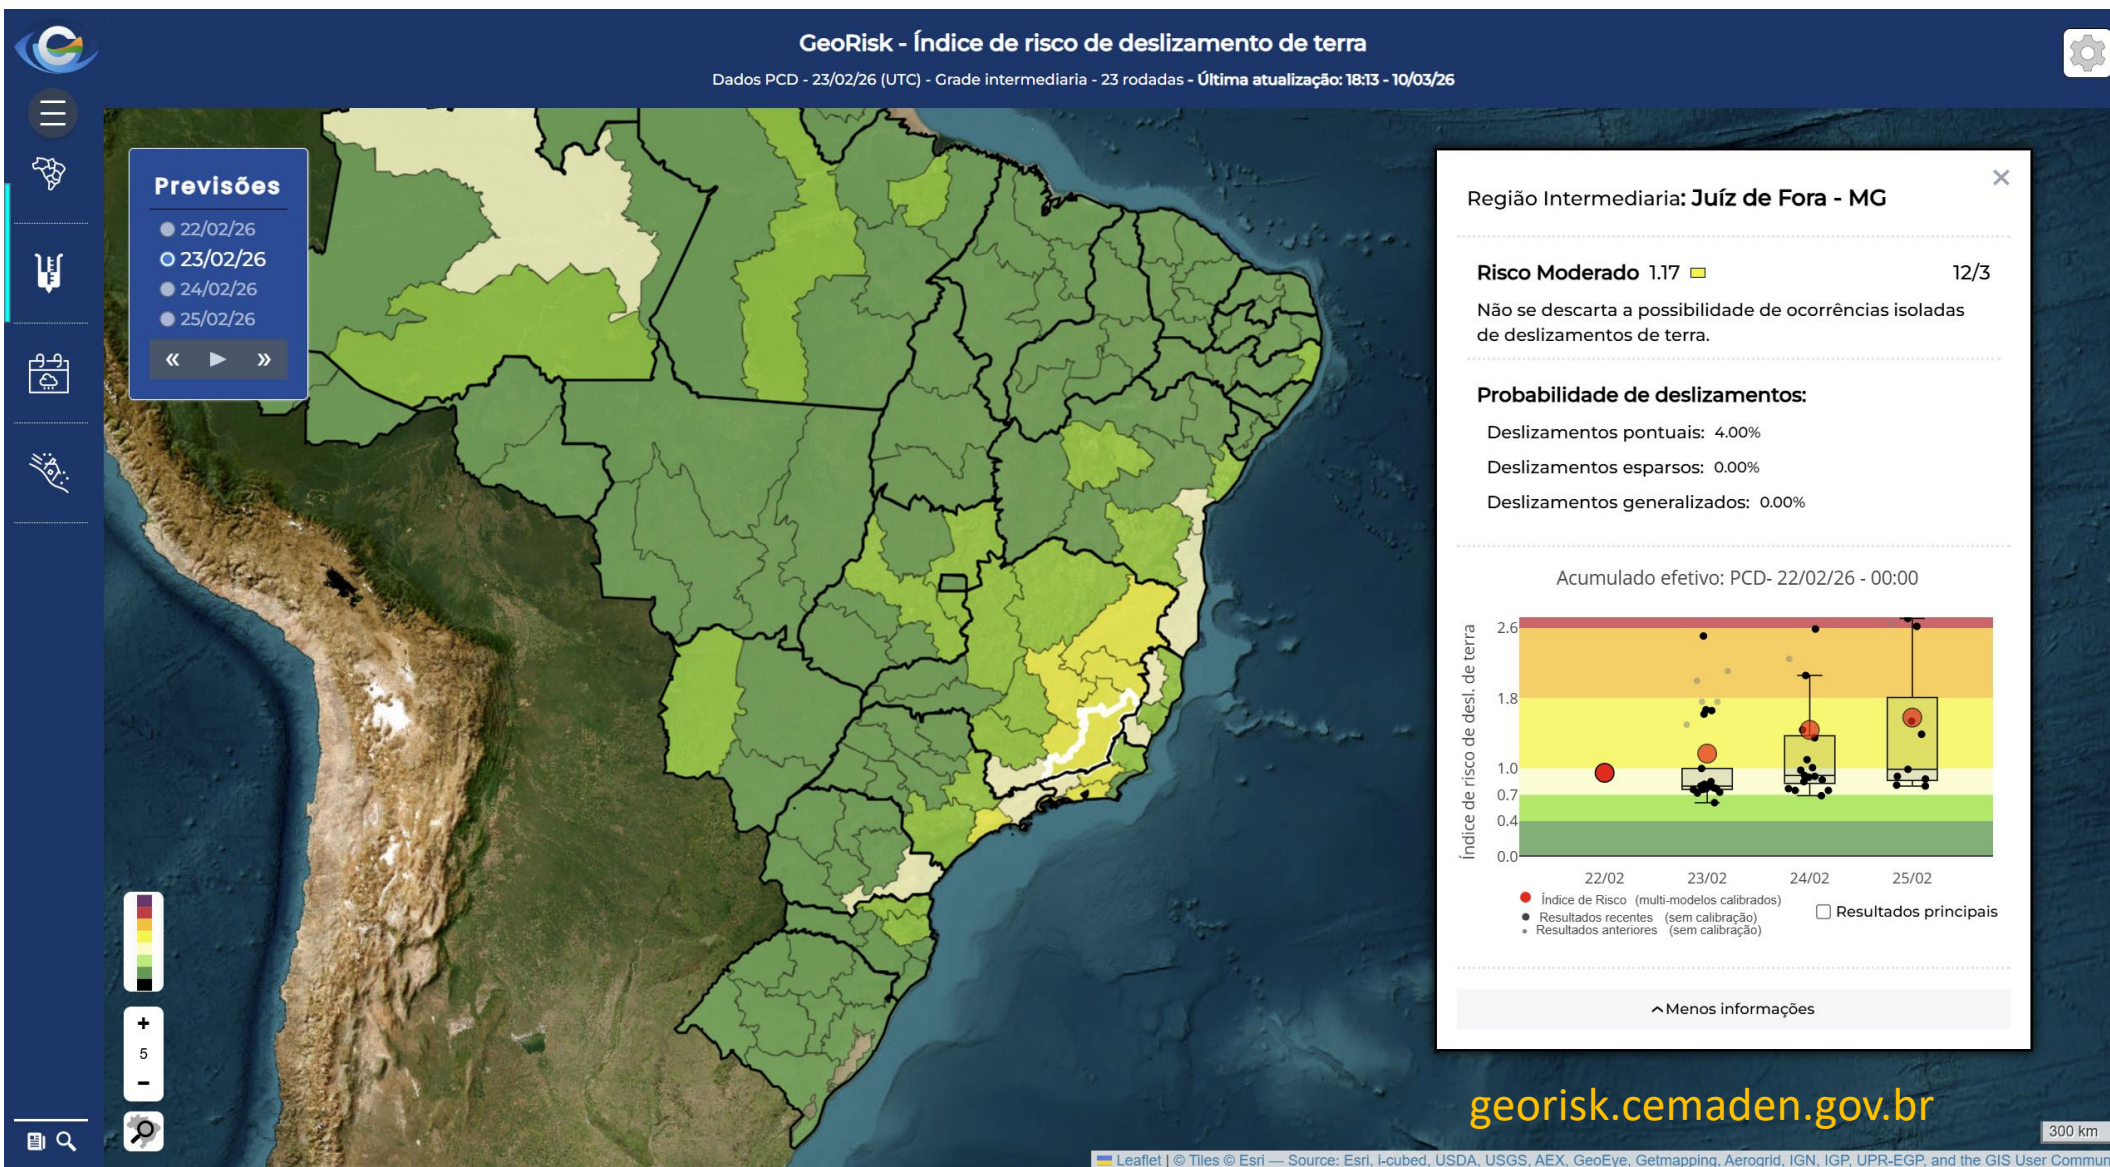 GeoRisk - Índice de risco de deslizamento de terra
Dados PCD - 23/02/26 (UTC) - Grade intermediaria - 23 rodadas - Última atualização: 18:13 - 10/03/26
Previsões
22/02/26
23/02/26
24/02/26
25/02/26
« ▶ »
+
5
−
×
Região Intermediaria: Juíz de Fora - MG
Risco Moderado 1.17 12/3
Não se descarta a possibilidade de ocorrências isoladas
de deslizamentos de terra.
Probabilidade de deslizamentos:
Deslizamentos pontuais: 4.00%
Deslizamentos esparsos: 0.00%
Deslizamentos generalizados: 0.00%
Acumulado efetivo: PCD- 22/02/26 - 00:00
Índice de risco de desl. de terra
2.6
1.8
1.0
0.7
0.4
0.0
22/02 23/02 24/02 25/02
Índice de Risco (multi-modelos calibrados)
Resultados recentes (sem calibração)
Resultados anteriores (sem calibração)
Resultados principais
Menos informações
georisk.cemaden.gov.br
300 km
Leaflet | © Tiles © Esri — Source: Esri, i-cubed, USDA, USGS, AEX, GeoEye, Getmapping, Aerogrid, IGN, IGP, UPR-EGP, and the GIS User Commun